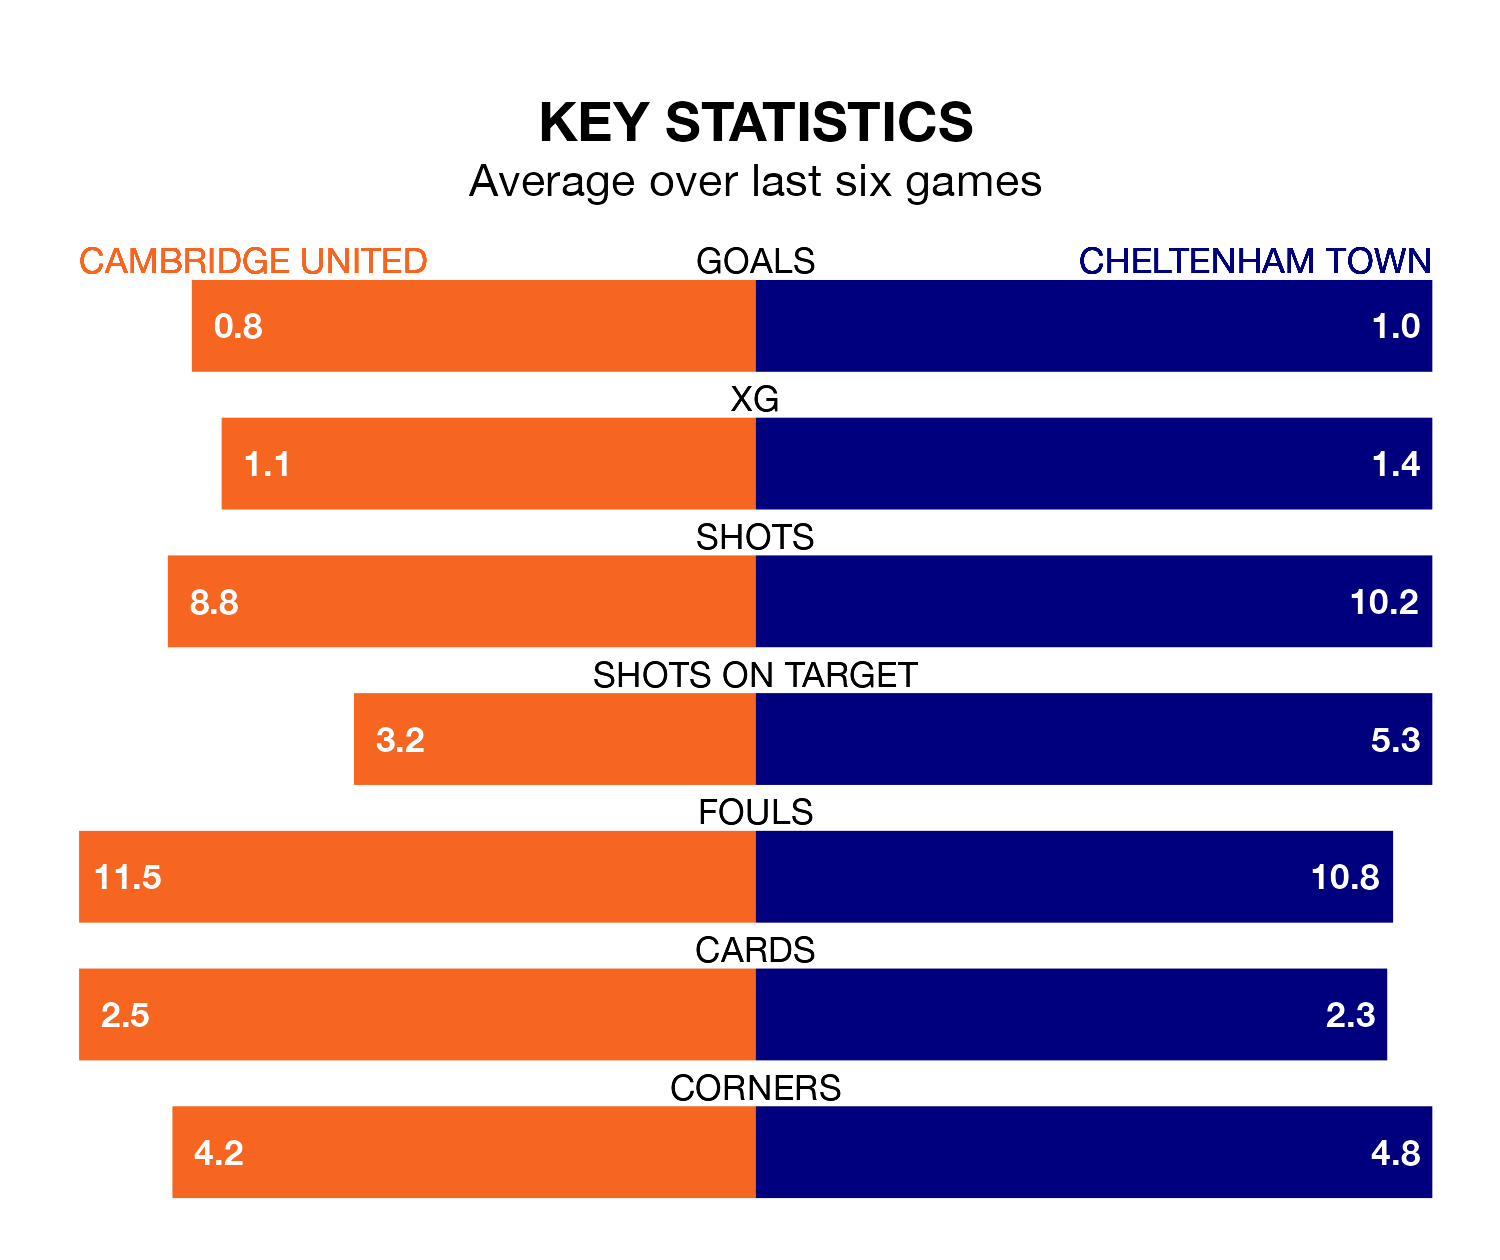 KEY STATISTICS
Average over last six games
CAMBRIDGE UNITED GOALS CHELTENHAM TOWN
0.8 1.0
XG
1.1 1.4
SHOTS
8.8 10.2
SHOTS ON TARGET
3.2 5.3
FOULS
11.5 10.8
CARDS
2.5 2.3
CORNERS
4.2 4.8